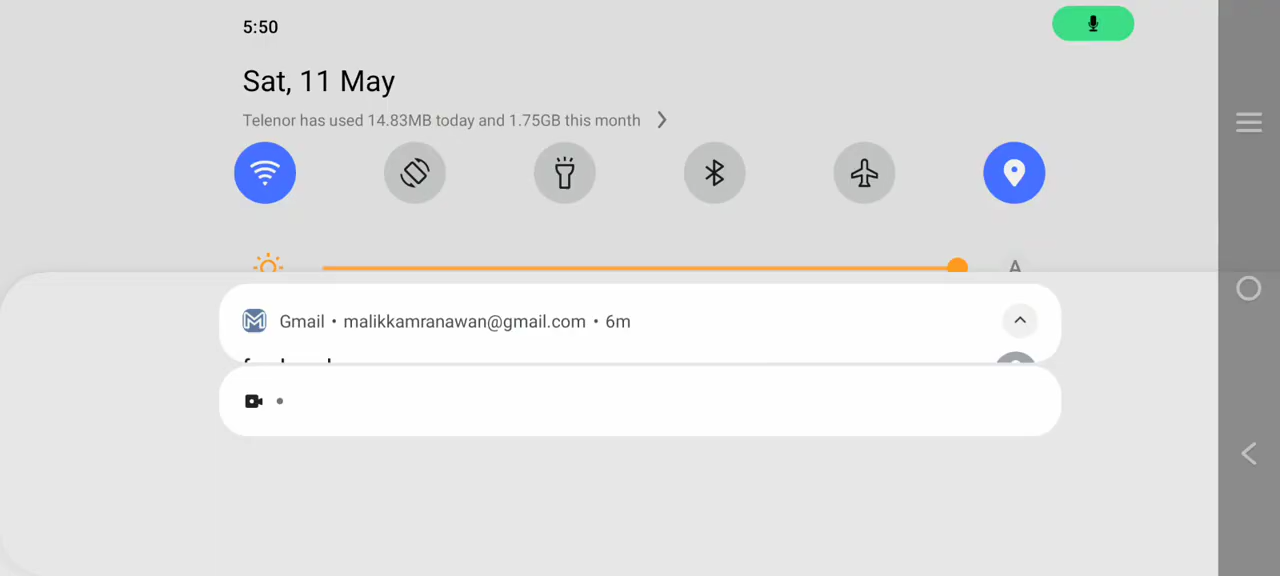 5:50
Sat, 11 May
Telenor has used 14.83MB today and 1.75GB this month
A
Gmail • malikkamranawan@gmail.com • 6m